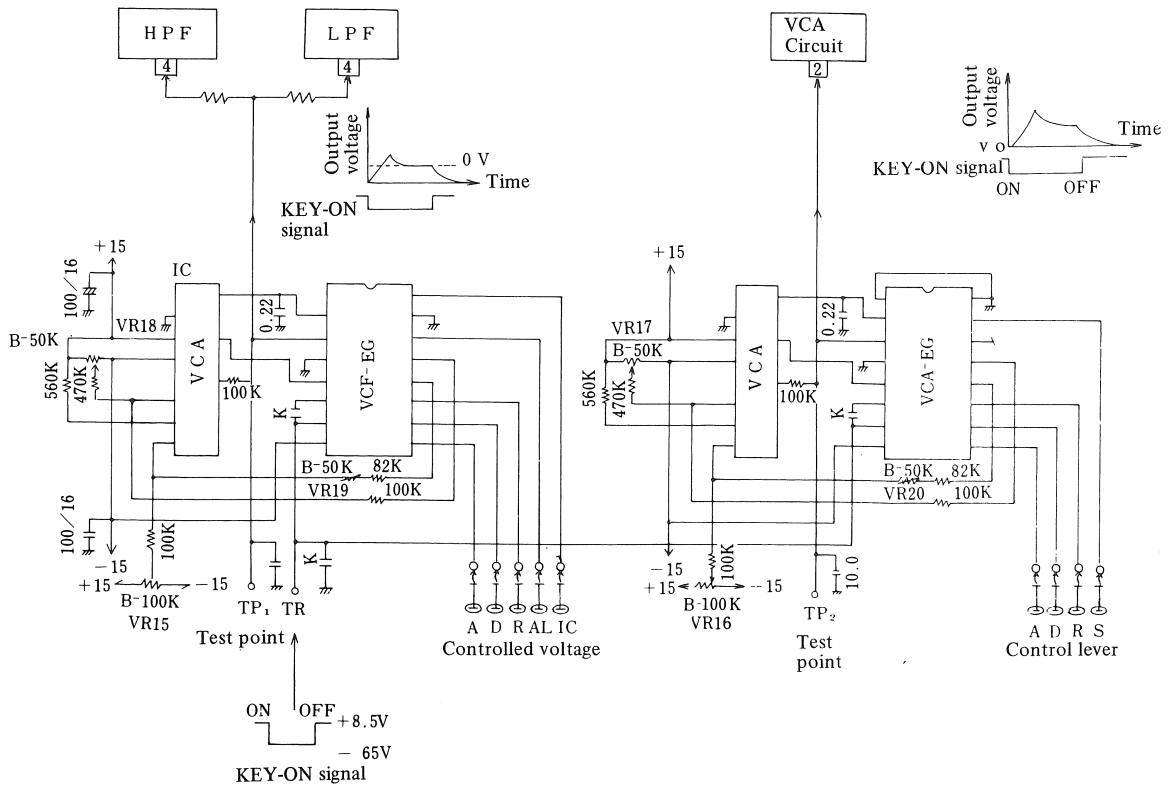 HPF
4
LPF
4
Output voltage
0 V
Time
KEY-ON
signal
VCA
Circuit
2
Output
voltage
V O
Time
KEY-ON signal
ON OFF
+15
100/16
IC
VR18
B-50K
560K
470K
VCA
100K
0.22
VCF-EG
K
B-50K 82K
VR19 100K
100/16
-15
100K
+15 -15
B-100K
VR15
TP1 TR
K
Test point
A D R AL IC
Controlled voltage
ON OFF
+8.5V
- 65V
KEY-ON signal
+15
VR17
B-50K
560K
470K
VCA
100K
0.22
VCA-EG
K
B-50K 82K
VR20 100K
-15
100K
+15 -15
B-100K
VR16
10.0
TP2
Test
point
A D R S
Control lever